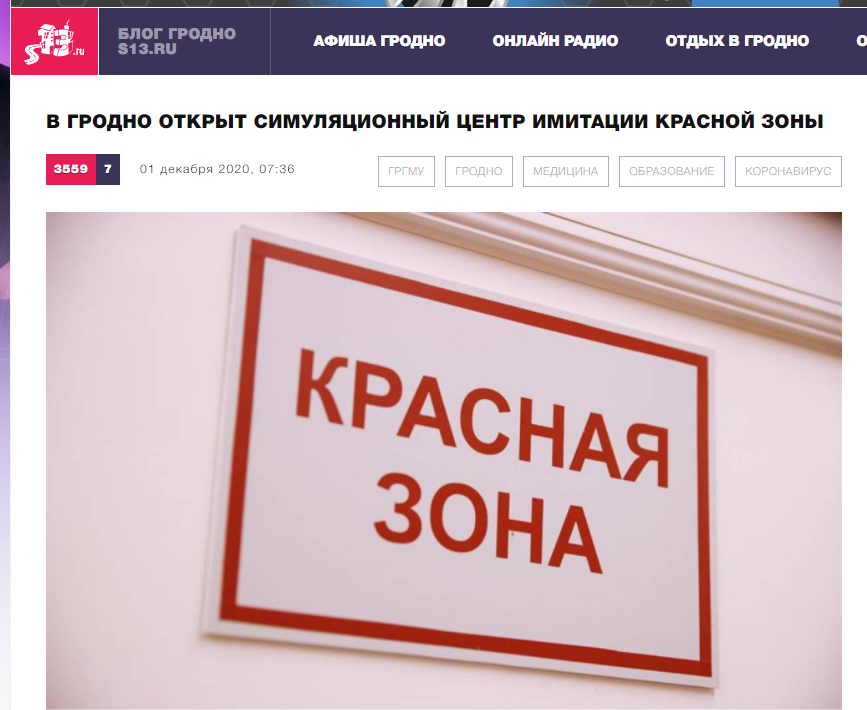 S13.ru
БЛОГ ГРОДНО
S13.RU
АФИША ГРОДНО ОНЛАЙН РАДИО ОТДЫХ В ГРОДНО О
В ГРОДНО ОТКРЫТ СИМУЛЯЦИОННЫЙ ЦЕНТР ИМИТАЦИИ КРАСНОЙ ЗОНЫ
3559 7 01 декабря 2020, 07:36 ГРГМУ ГРОДНО МЕДИЦИНА ОБРАЗОВАНИЕ КОРОНАВИРУС
КРАСНАЯ
ЗОНА